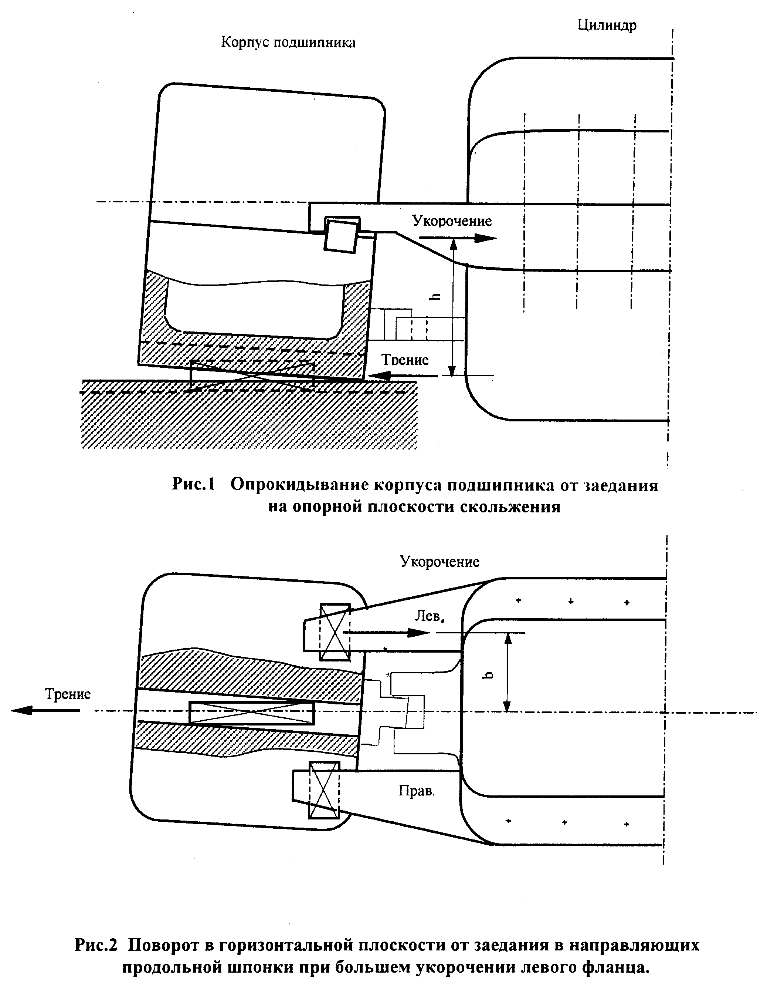 Цилиндр
Корпус подшипника
Укорочение
h
Трение
Рис.1 Опрокидывание корпуса подшипника от заедания
на опорной плоскости скольжения
Укорочение
Лев.
b
Трение
Прав.
Рис.2 Поворот в горизонтальной плоскости от заедания в направляющих
продольной шпонки при большем укорочении левого фланца.